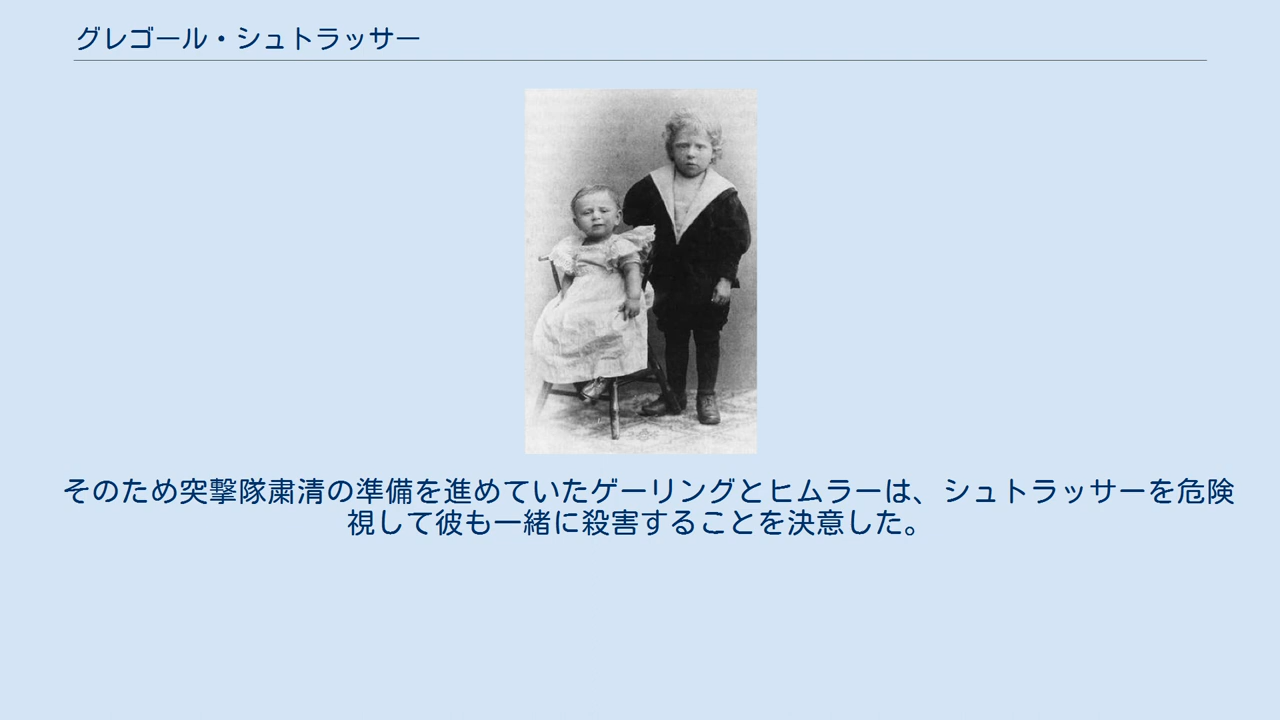 グレゴール・シュトラッサー
そのため突撃隊粛清の準備を進めていたゲーリングとヒムラーは、シュトラッサーを危険
視して彼も一緒に殺害することを決意した。